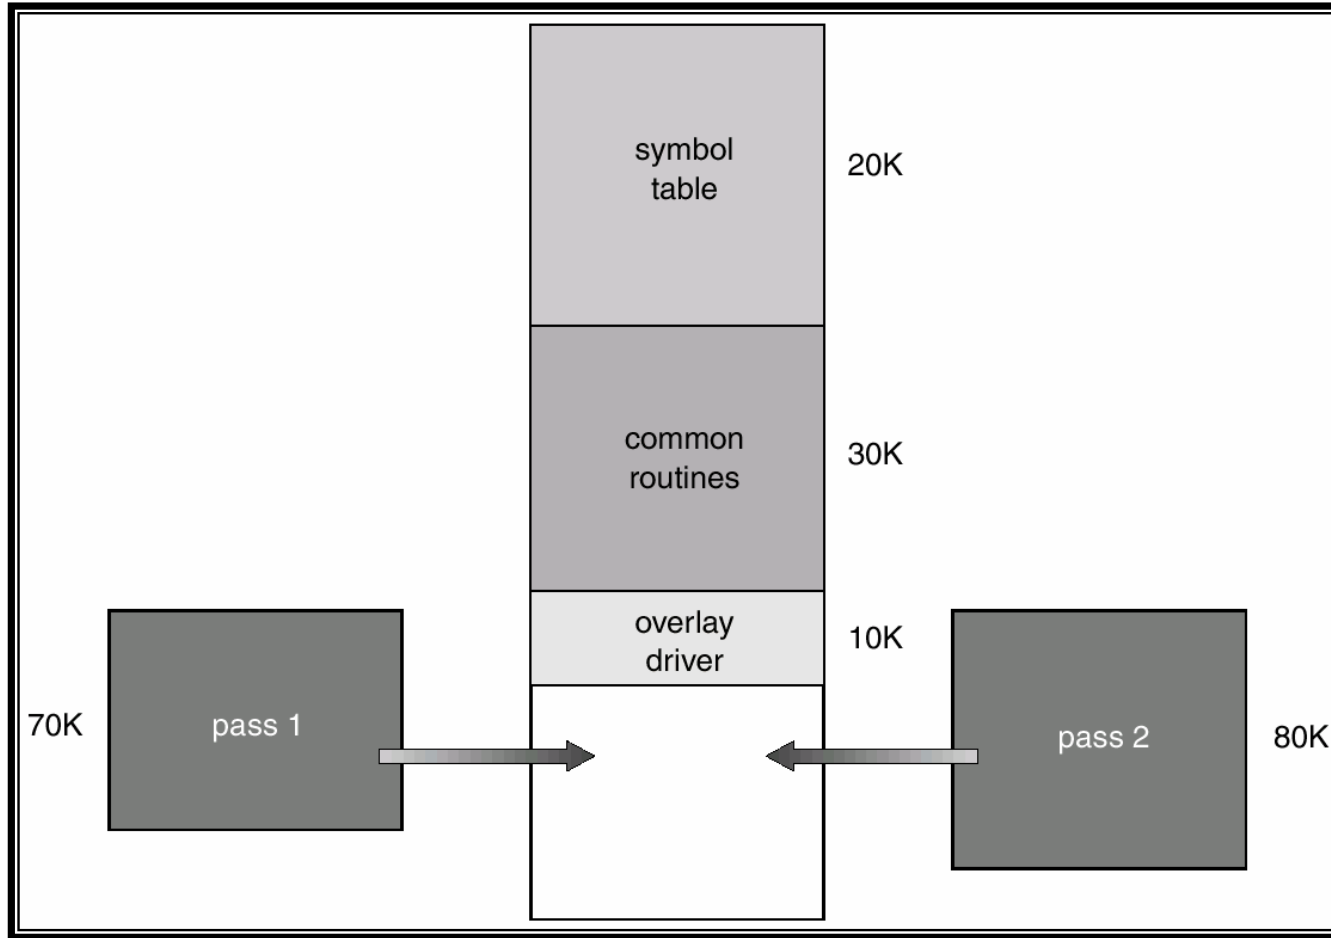 symbol
table
20K
common
routines
30K
overlay
driver
10K
70K
pass 1
pass 2
80K